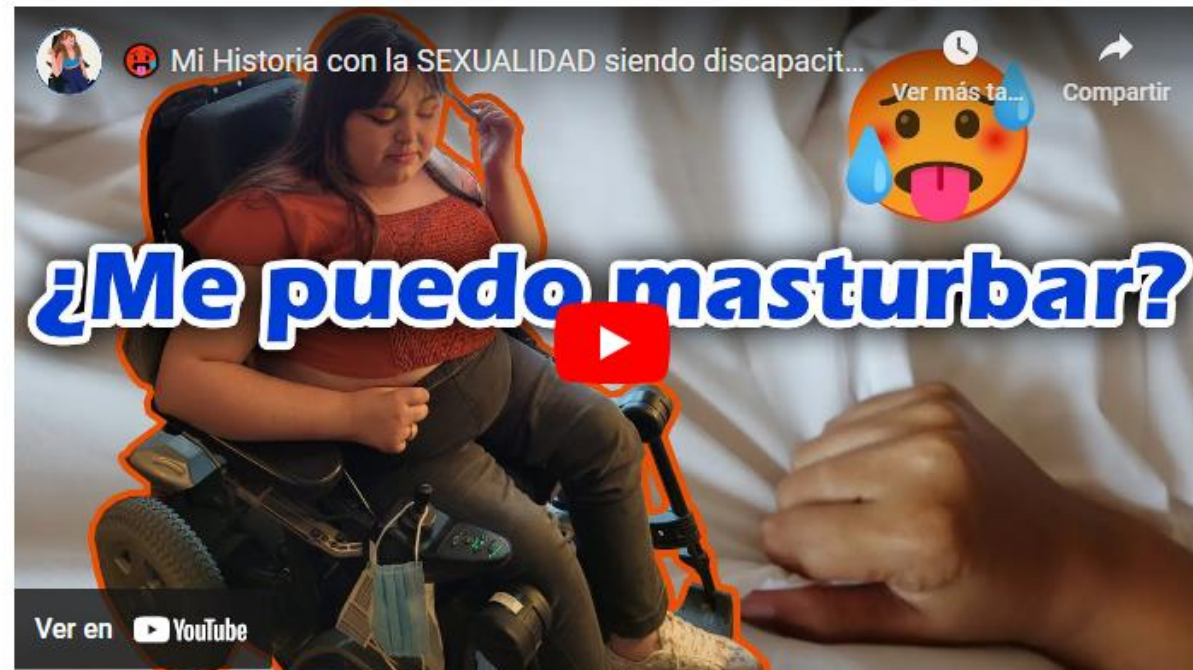 🥵 Mi Historia con la SEXUALIDAD siendo discapacit...
Ver más ta...
Compartir
¿Me puedo masturbar?
Ver en YouTube